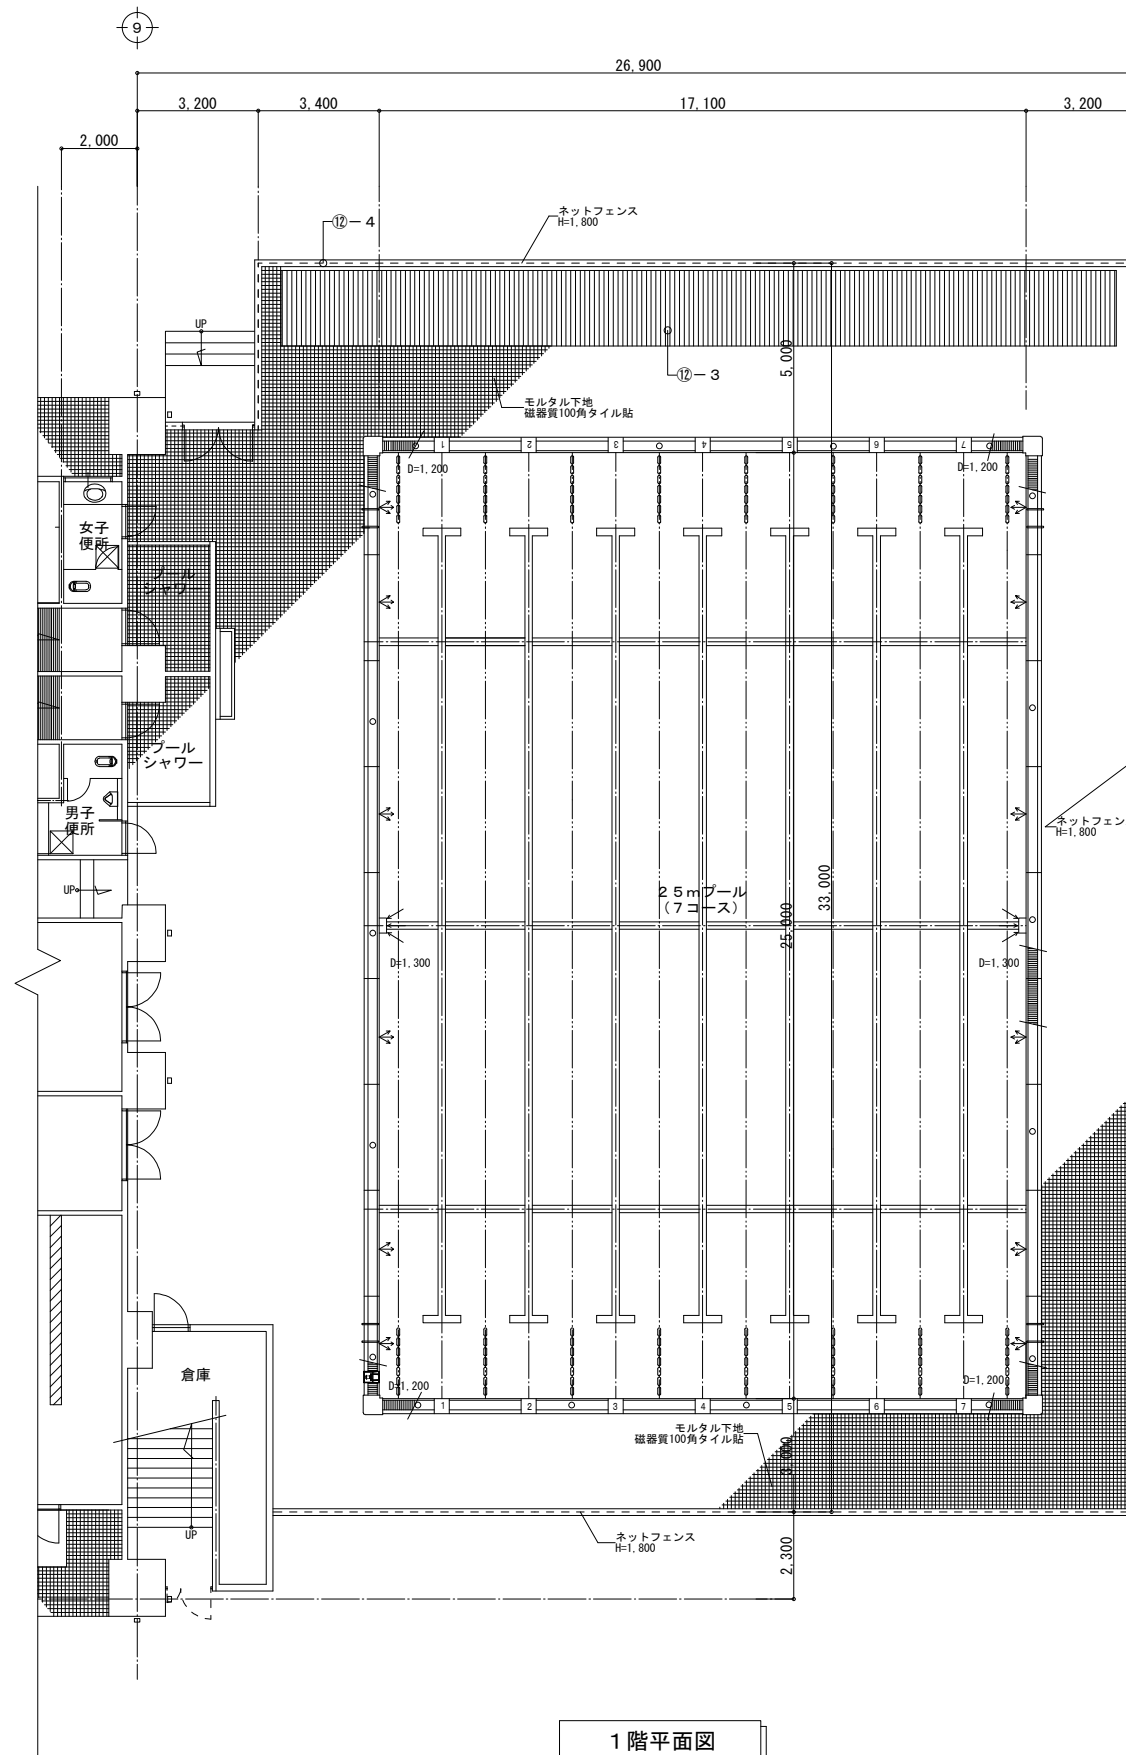 9
26,900
3,200
3,400
17,100
3,200
2,000
⑫－4
ネットフェンス
H=1,800
UP
5,000
⑫－3
モルタル下地
磁器質100角タイル貼
1
2
3
4
5
6
7
D=1,200
D=1,200
女子
便所
プール
シャワー
プール
シャワー
男子
便所
ネットフェン
H=1,800
UP
25mプール
(7コース)
33,000
25,000
D=1,300
D=1,300
倉庫
D=1,200
D=1,200
1
2
3
4
5
6
7
モルタル下地
磁器質100角タイル貼
3,000
UP
ネットフェンス
H=1,800
2,300
1階平面図